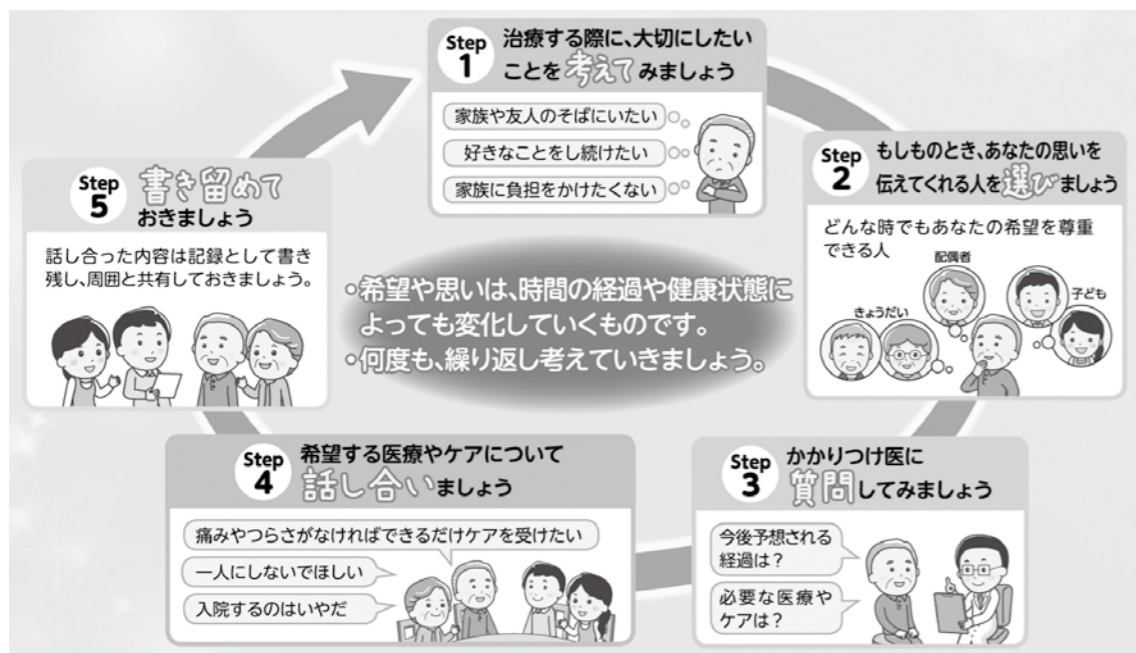 Step
1
治療する際に、大切にしたい
ことを考えてみましょう
家族や友人のそばにいたい
好きなことをし続けたい
家族に負担をかけたくない
Step
2
もしものとき、あなたの思いを
伝えてくれる人を選びましょう
どんな時でもあなたの希望を尊重
できる人
配偶者
きょうだい
子ども
Step
3
かかりつけ医に
質問してみましょう
今後予想される
経過は？
必要な医療や
ケアは？
Step
4
希望する医療やケアについて
話し合いましょう
痛みやつらさがなければできるだけケアを受けたい
一人にしないでほしい
入院するのはいやだ
Step
5
書き留めて
おきましょう
話し合った内容は記録として書き
残し、周囲と共有しておきましょう。
・希望や思いは、時間の経過や健康状態に
よっても変化していくものです。
・何度も、繰り返し考えていきましょう。